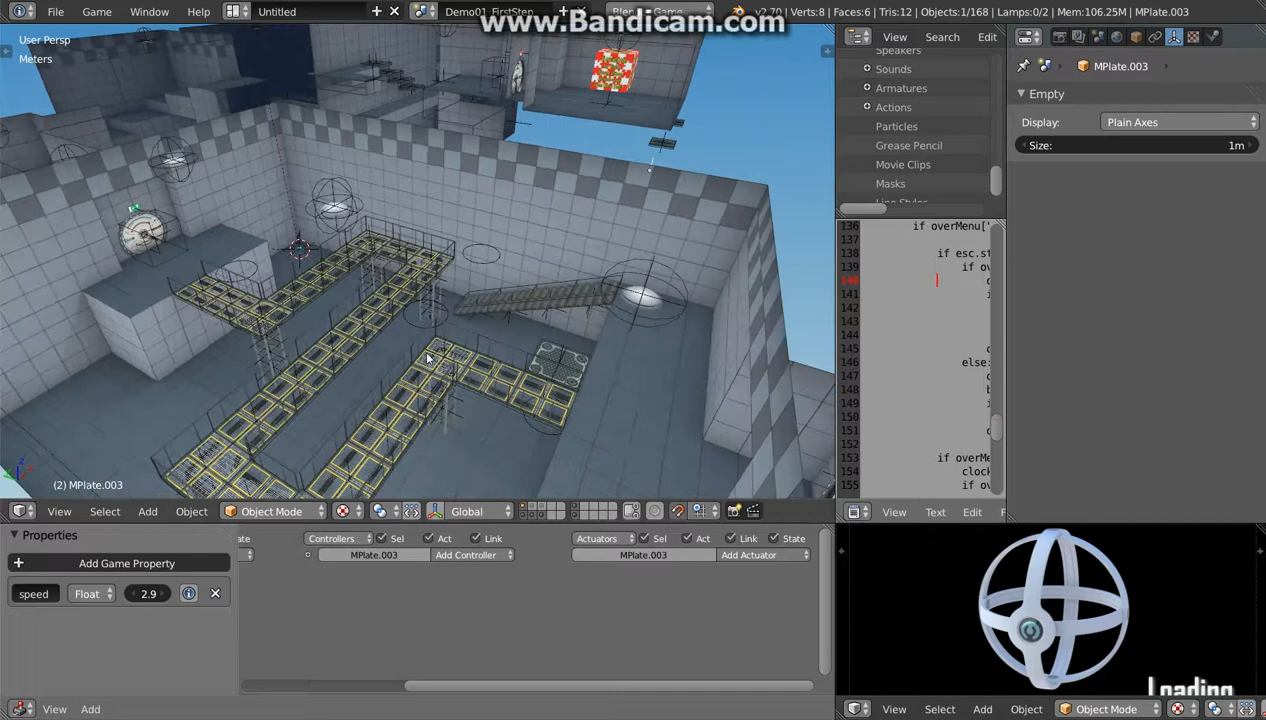 File Game Window Help Untitled Demo01_FirstStep Blender Game v2.70 | Verts:8 | Faces:6 | Tris:12 | Objects:1/168 | Lamps:0/2 | Mem:106.25M | MPlate.003
www.Bandicam.com
User Persp
Meters
(2) MPlate.003
View Search Edit
Speakers
Sounds
Armatures
Actions
Particles
Grease Pencil
Movie Clips
Masks
Line Styles
MPlate.003
Empty
Display: Plain Axes
Size: 1m
136 if overMenu['
137
138 if esc.st
139 if ov
140 c
141 i
142
143
144
145 c
146 else:
147 c
148 b
149 i
150
151 c
152
153 if overMe
154 clock
155 if ov
View Select Add Object Object Mode Global
View Text Edit F
Properties
Add Game Property
speed Float 2.9
ate Controllers Sel Act Link Actuators Sel Act Link State
MPlate.003 Add Controller MPlate.003 Add Actuator
Loading
View Add
View Select Add Object Object Mode